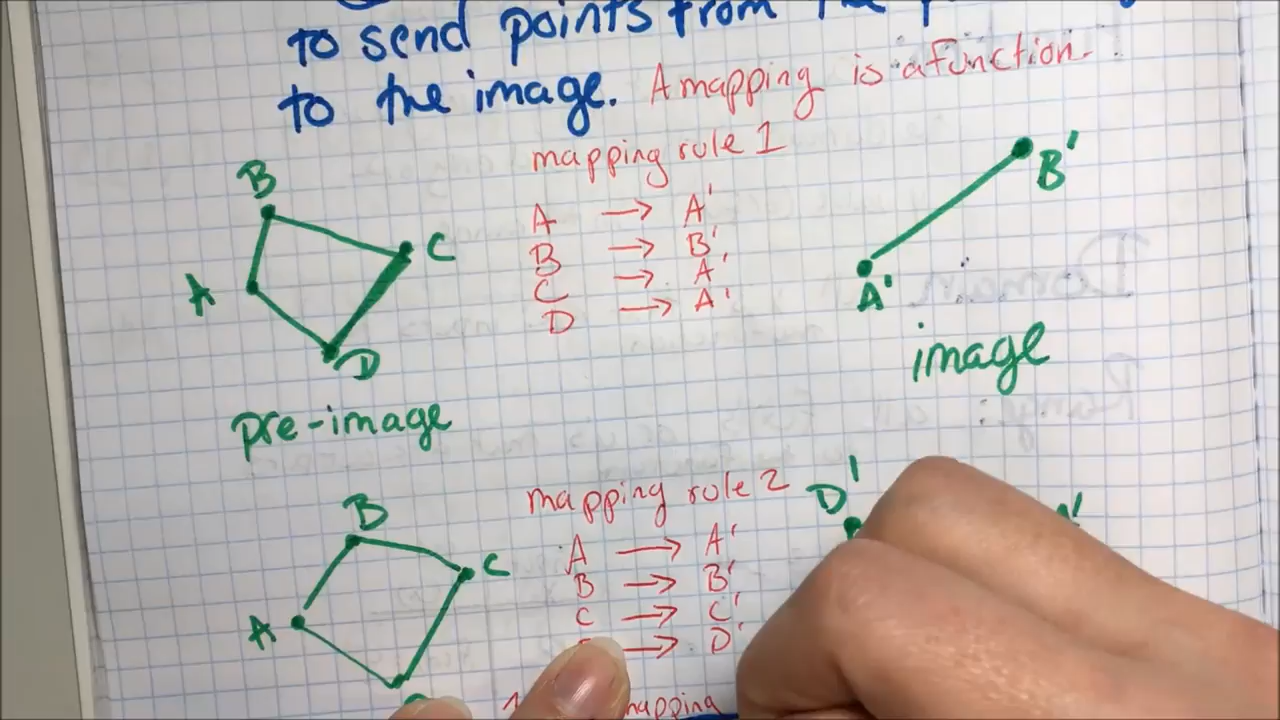 to send points from the
to the image. A mapping is a function.
mapping rule 1
B
C
A
D
A → A'
B → B'
C → A'
D → A'
B'
A'
image
pre-image
mapping rule 2
B
C
A
A → A'
B → B'
C → C'
→ D'
D'
A'
mapping